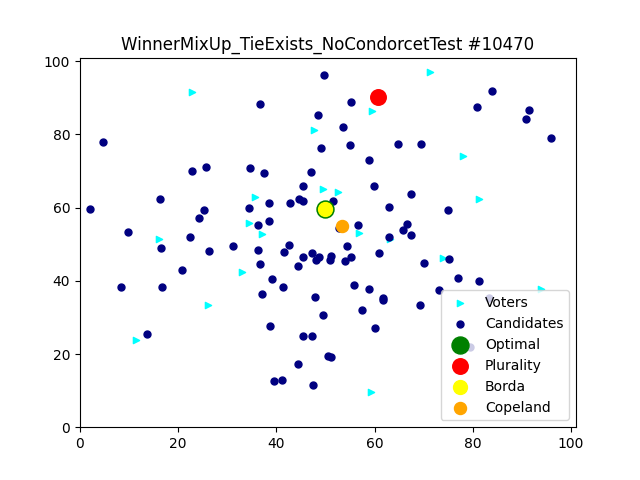 WinnerMixUp_TieExists_NoCondorcetTest #10470
100
80
60
40
20
0
0 20 40 60 80 100
Voters
Candidates
Optimal
Plurality
Borda
Copeland